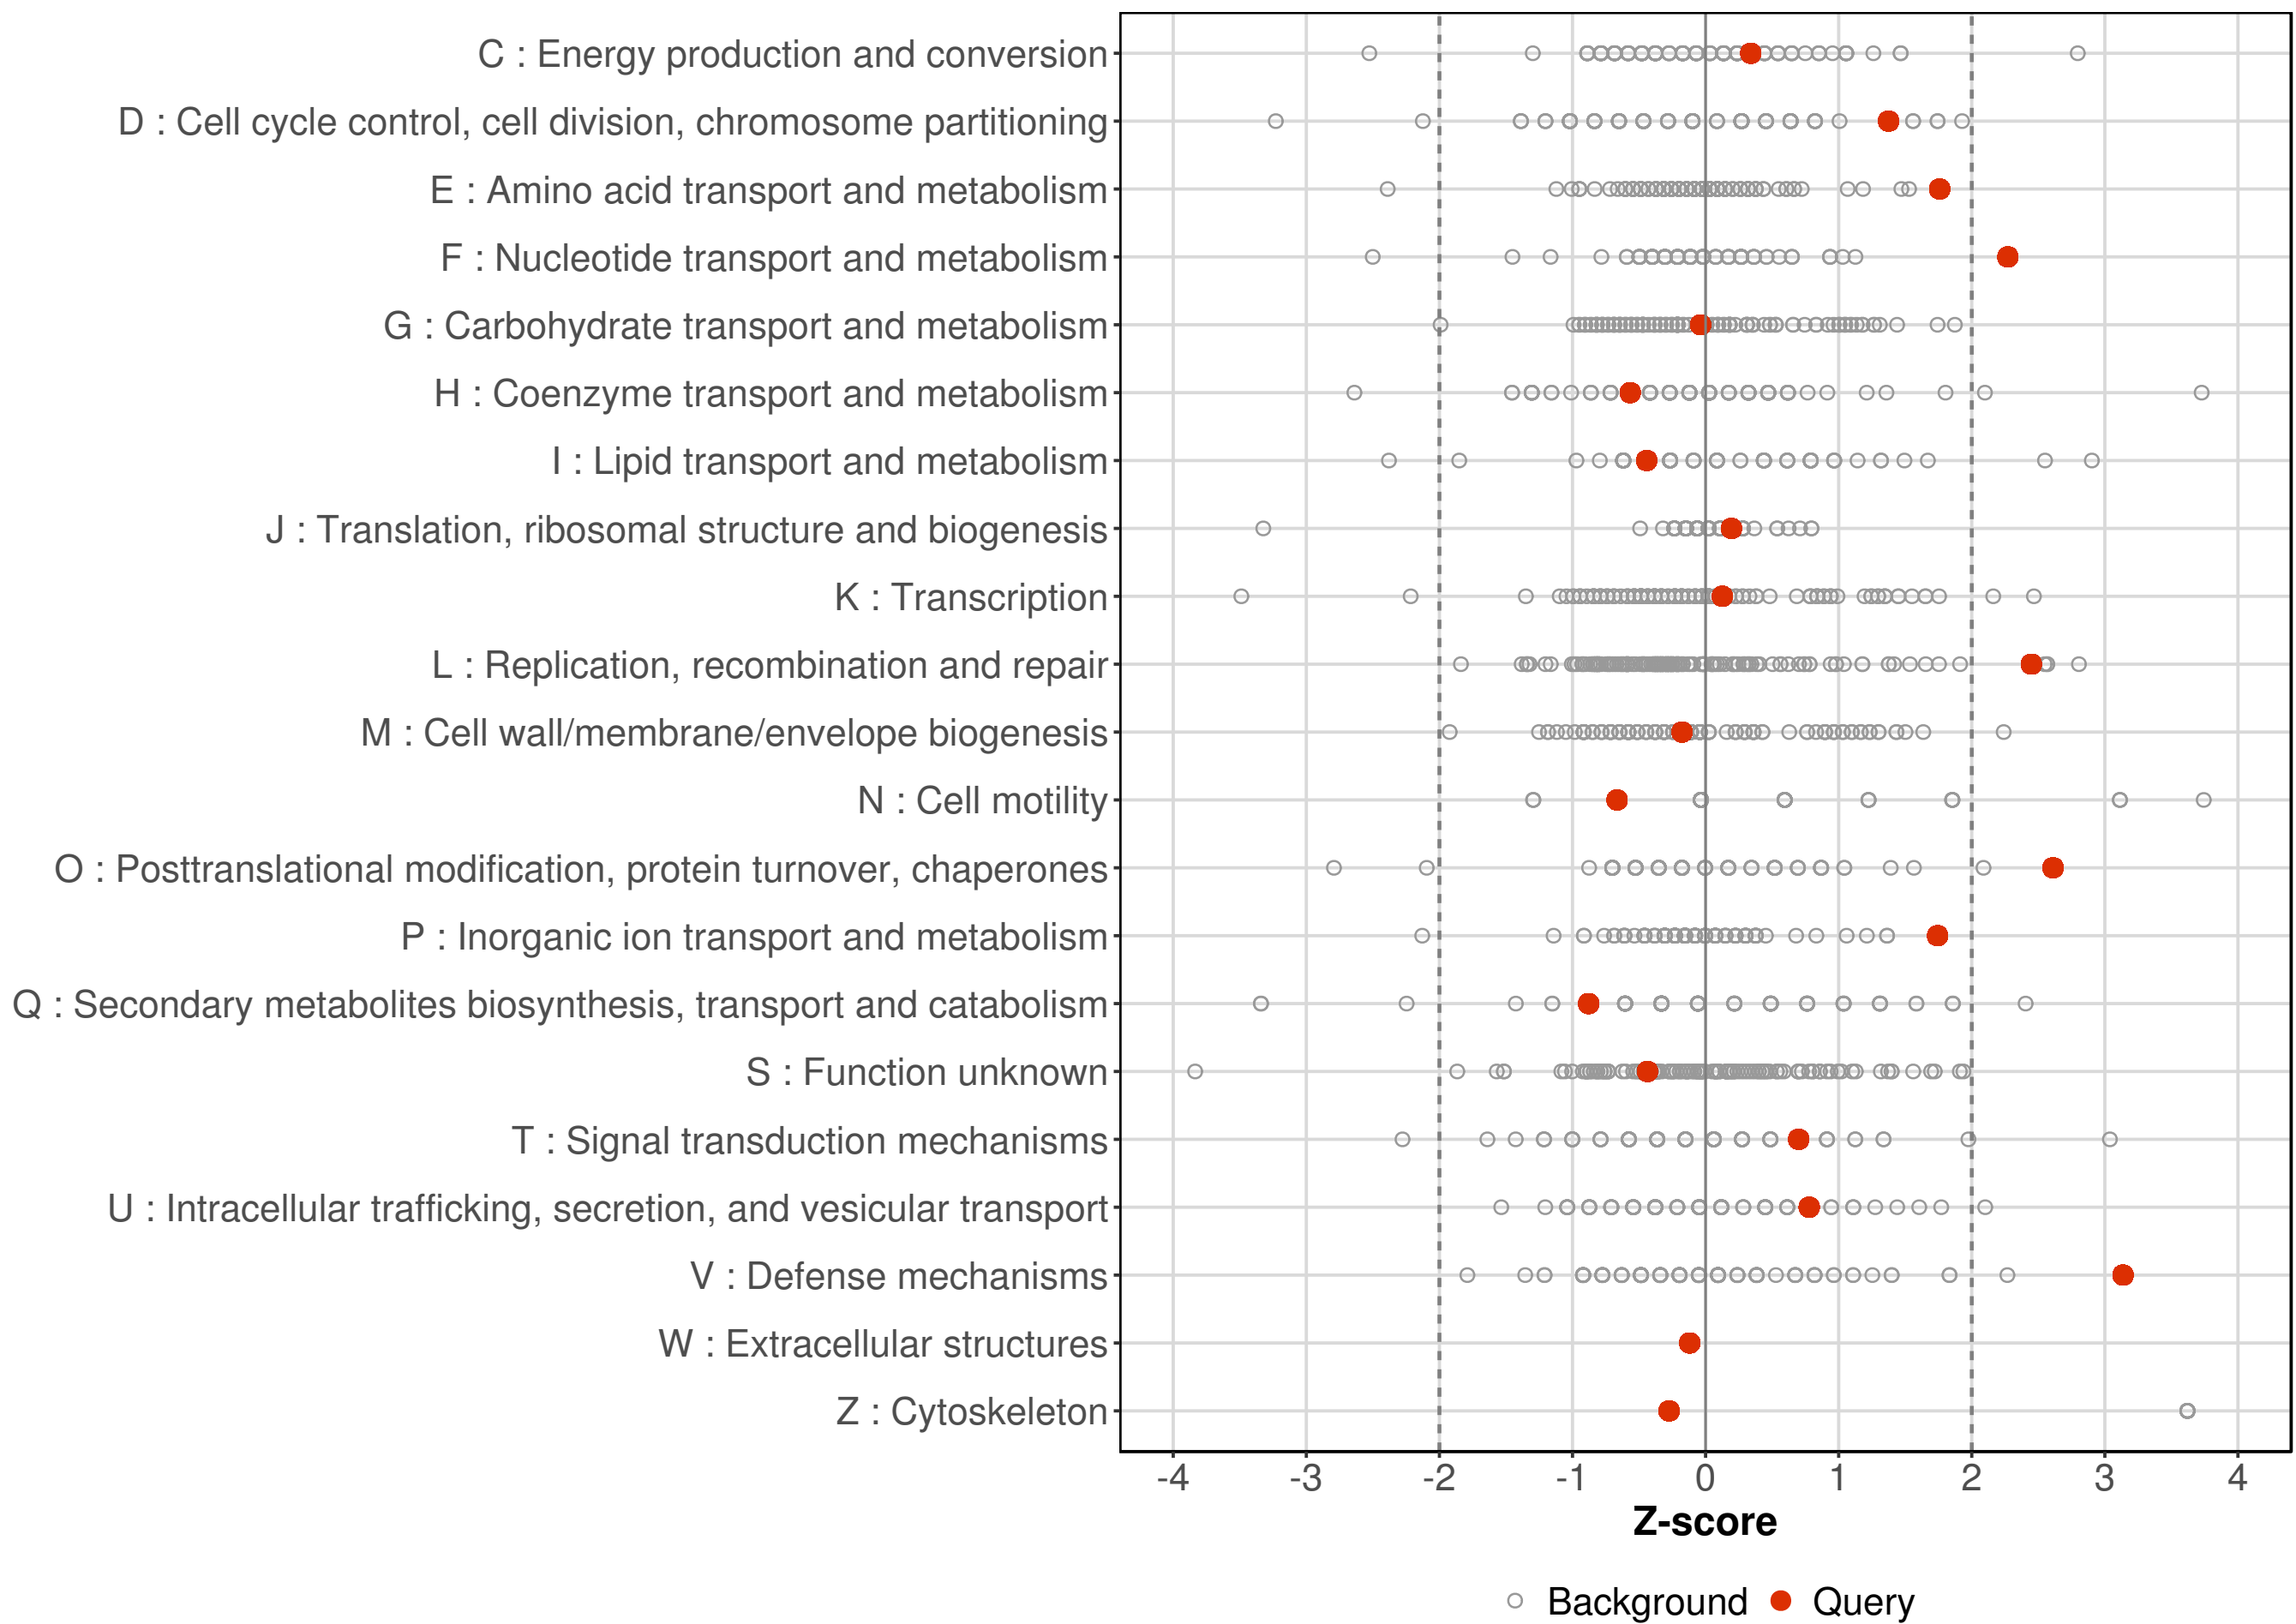 C : Energy production and conversion
D : Cell cycle control, cell division, chromosome partitioning
E : Amino acid transport and metabolism
F : Nucleotide transport and metabolism
G : Carbohydrate transport and metabolism
H : Coenzyme transport and metabolism
I : Lipid transport and metabolism
J : Translation, ribosomal structure and biogenesis
K : Transcription
L : Replication, recombination and repair
M : Cell wall/membrane/envelope biogenesis
N : Cell motility
O : Posttranslational modification, protein turnover, chaperones
P : Inorganic ion transport and metabolism
Q : Secondary metabolites biosynthesis, transport and catabolism
S : Function unknown
T : Signal transduction mechanisms
U : Intracellular trafficking, secretion, and vesicular transport
V : Defense mechanisms
W : Extracellular structures
Z : Cytoskeleton
-4 -3 -2 -1 0 1 2 3 4
Z-score
Background Query